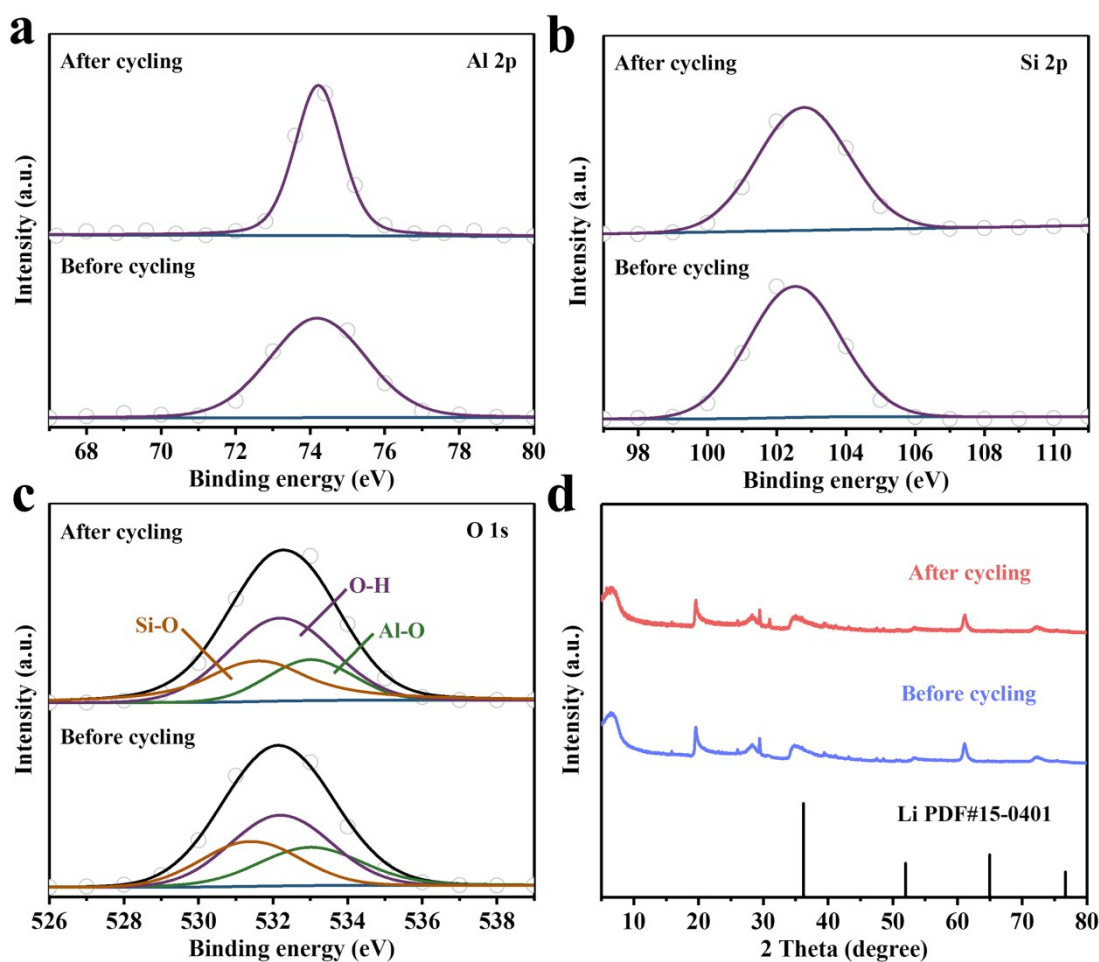 a
After cycling
Al 2p
Before cycling
Intensity (a.u.)
68 70 72 74 76 78 80
Binding energy (eV)
b
After cycling
Si 2p
Before cycling
Intensity (a.u.)
98 100 102 104 106 108 110
Binding energy (eV)
c
After cycling
O 1s
O-H
Si-O
Al-O
Before cycling
Intensity (a.u.)
526 528 530 532 534 536 538
Binding energy (eV)
d
After cycling
Before cycling
Li PDF#15-0401
Intensity (a.u.)
10 20 30 40 50 60 70 80
2 Theta (degree)